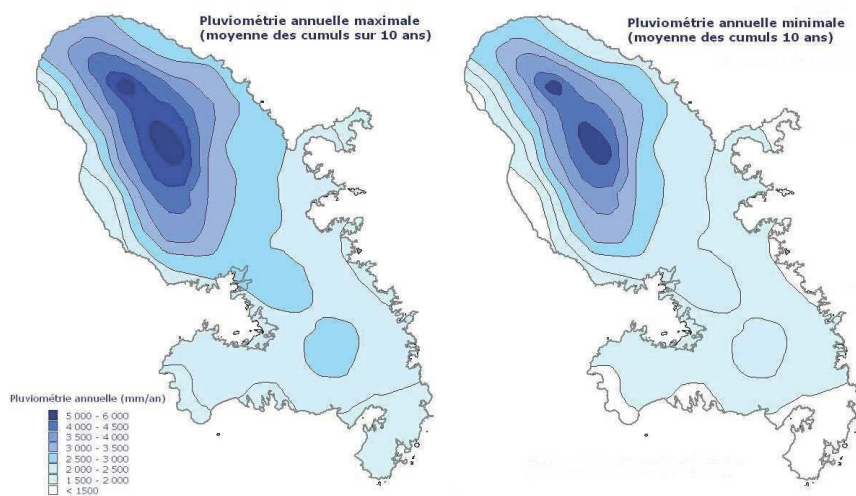 Pluviométrie annuelle maximale
(moyenne des cumuls sur 10 ans)
Pluviométrie annuelle minimale
(moyenne des cumuls 10 ans)
Pluviométrie annuelle (mm/an)
5 000 - 6 000
4 000 - 4 500
3 500 - 4 000
3 000 - 3 500
2 500 - 3 000
2 000 - 2 500
1 500 - 2 000
< 1500